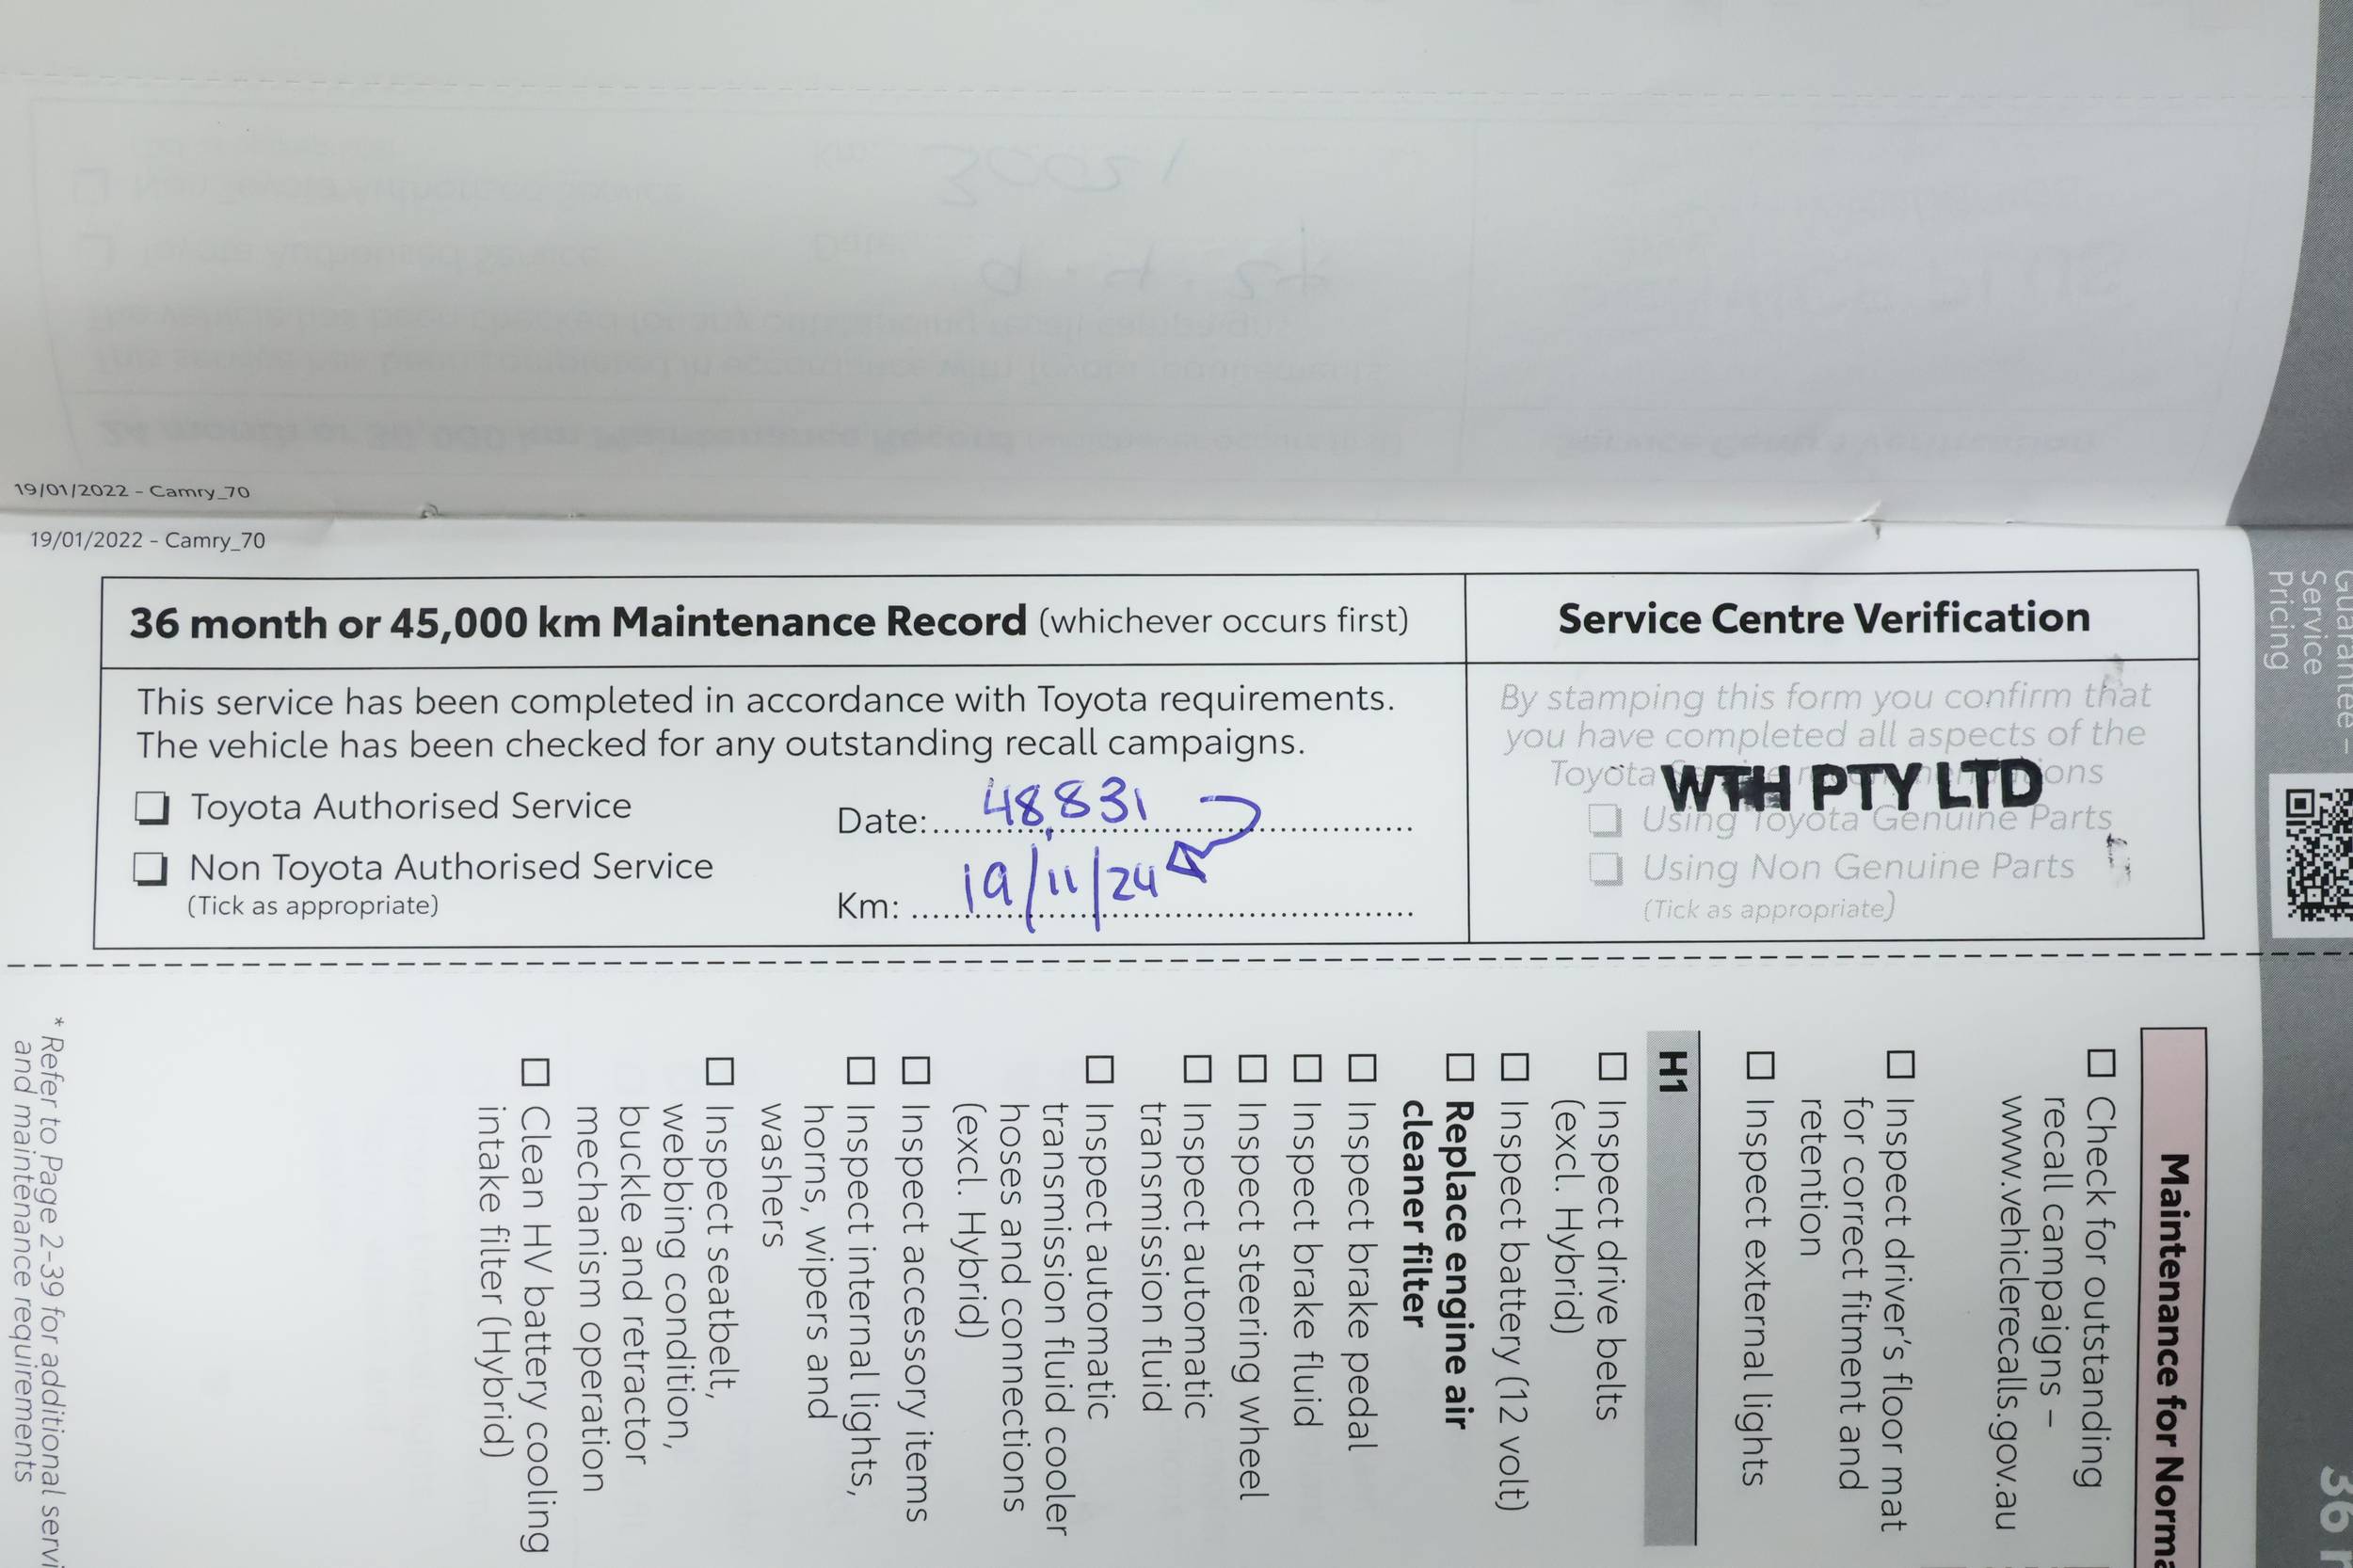 19/01/2022 - Camry_70
19/01/2022 - Camry_70
36 month or 45,000 km Maintenance Record (whichever occurs first)
Service Centre Verification
This service has been completed in accordance with Toyota requirements.
The vehicle has been checked for any outstanding recall campaigns.
Toyota Authorised Service
Non Toyota Authorised Service
(Tick as appropriate)
Date: 48,831
Km: 19/11/24
By stamping this form you confirm that
you have completed all aspects of the
Toyota
WTH PTY LTD
Using Toyota Genuine Parts
Using Non Genuine Parts
(Tick as appropriate)
Guarantee –
Service
Pricing
36
Maintenance for Norma
Check for outstanding
recall campaigns –
www.vehiclerecalls.gov.au
Inspect driver's floor mat
for correct fitment and
retention
Inspect external lights
H1
Inspect drive belts
(excl. Hybrid)
Inspect battery (12 volt)
Replace engine air
cleaner filter
Inspect brake pedal
Inspect brake fluid
Inspect steering wheel
Inspect automatic
transmission fluid
Inspect automatic
transmission fluid cooler
hoses and connections
(excl. Hybrid)
Inspect accessory items
Inspect internal lights,
horns, wipers and
washers
Inspect seatbelt,
webbing condition,
buckle and retractor
mechanism operation
Clean HV battery cooling
intake filter (Hybrid)
* Refer to Page 2-39 for additional servi
and maintenance requirements